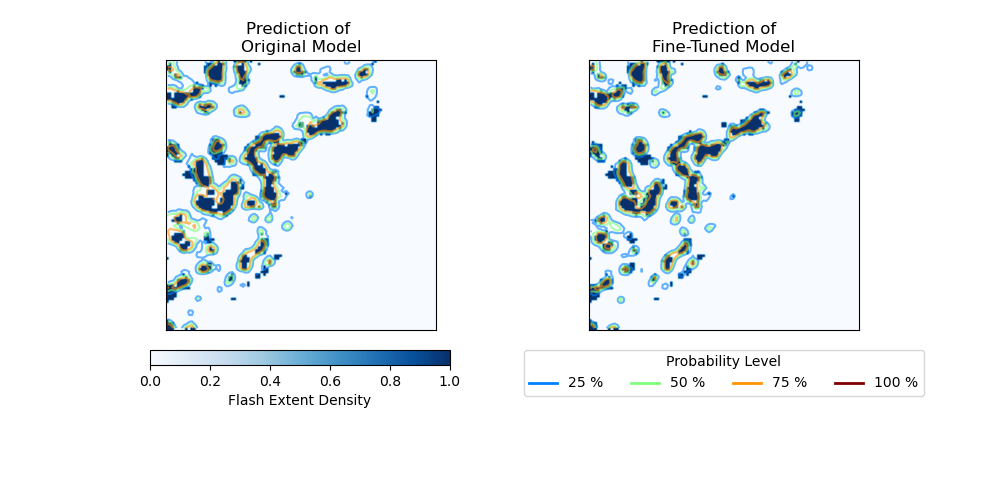 Prediction of
Original Model
Prediction of
Fine-Tuned Model
0.0 0.2 0.4 0.6 0.8 1.0
Flash Extent Density
Probability Level
25 % 50 % 75 % 100 %